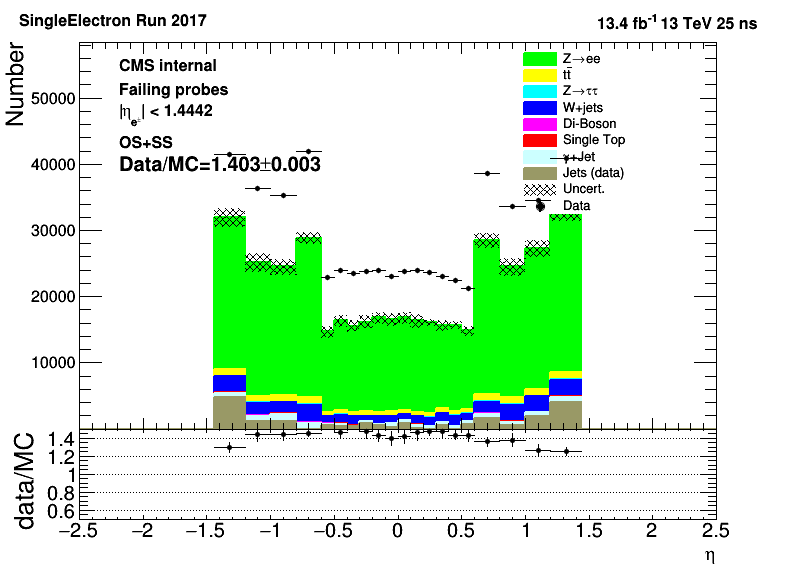 SingleElectron Run 2017
13.4 fb⁻¹ 13 TeV 25 ns
Number
CMS internal
Failing probes
|η_e±| < 1.4442
OS+SS
Data/MC=1.403±0.003
Z→ee
tt̄
Z→ττ
W+jets
Di-Boson
Single Top
γ+Jet
Jets (data)
Uncert.
Data
50000
40000
30000
20000
10000
data/MC
1.4
1.2
1
0.8
0.6
−2.5 −2 −1.5 −1 −0.5 0 0.5 1 1.5 2 2.5
η